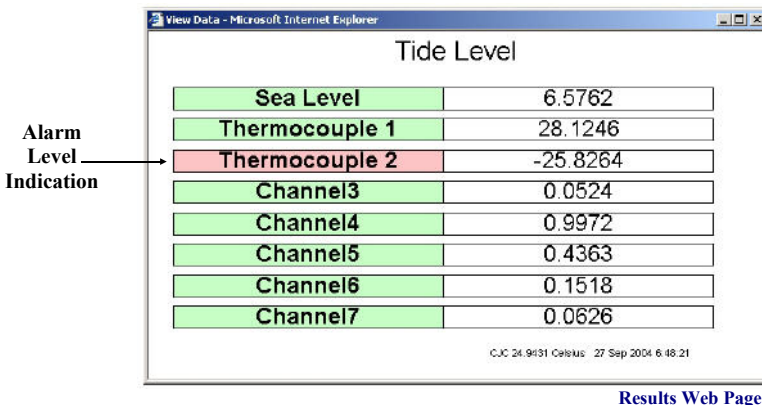 View Data - Microsoft Internet Explorer
Tide Level
Sea Level 6.5762
Thermocouple 1 28.1246
Alarm
Level
Indication
Thermocouple 2 -25.8264
Channel3 0.0524
Channel4 0.9972
Channel5 0.4363
Channel6 0.1518
Channel7 0.0626
CJC 24.9431 Celsius 27 Sep 2004 6:48:21
Results Web Page